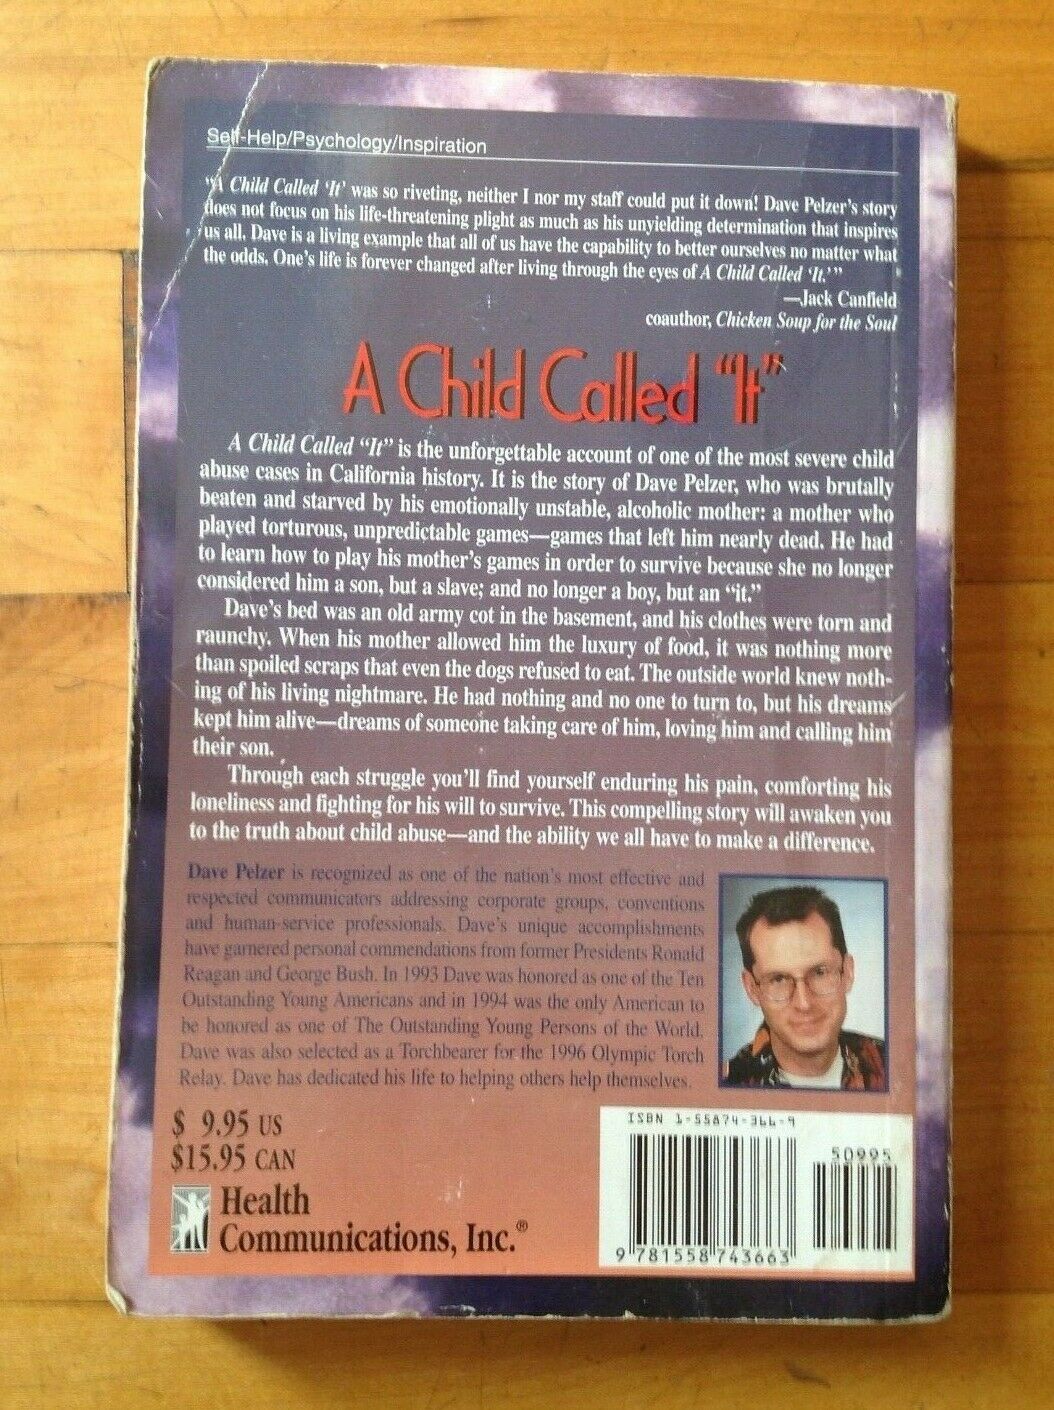 Self-Help/Psychology/Inspiration
"A Child Called 'It' was so riveting, neither I nor my staff could put it down! Dave Pelzer's story
does not focus on his life-threatening plight as much as his unyielding determination that inspires
us all. Dave is a living example that all of us have the capability to better ourselves no matter what
the odds. One's life is forever changed after living through the eyes of A Child Called 'It.'"
—Jack Canfield
coauthor, Chicken Soup for the Soul
A Child Called "It"
A Child Called "It" is the unforgettable account of one of the most severe child
abuse cases in California history. It is the story of Dave Pelzer, who was brutally
beaten and starved by his emotionally unstable, alcoholic mother: a mother who
played torturous, unpredictable games—games that left him nearly dead. He had
to learn how to play his mother's games in order to survive because she no longer
considered him a son, but a slave; and no longer a boy, but an "it."
Dave's bed was an old army cot in the basement, and his clothes were torn and
raunchy. When his mother allowed him the luxury of food, it was nothing more
than spoiled scraps that even the dogs refused to eat. The outside world knew noth-
ing of his living nightmare. He had nothing and no one to turn to, but his dreams
kept him alive—dreams of someone taking care of him, loving him and calling him
their son.
Through each struggle you'll find yourself enduring his pain, comforting his
loneliness and fighting for his will to survive. This compelling story will awaken you
to the truth about child abuse—and the ability we all have to make a difference.
Dave Pelzer is recognized as one of the nation's most effective and
respected communicators addressing corporate groups, conventions
and human-service professionals. Dave's unique accomplishments
have garnered personal commendations from former Presidents Ronald
Reagan and George Bush. In 1993 Dave was honored as one of the Ten
Outstanding Young Americans and in 1994 was the only American to
be honored as one of The Outstanding Young Persons of the World.
Dave was also selected as a Torchbearer for the 1996 Olympic Torch
Relay. Dave has dedicated his life to helping others help themselves.
$ 9.95 US
$15.95 CAN
Health
Communications, Inc.®
ISBN 1-55874-366-9
50995
9 781558 743663